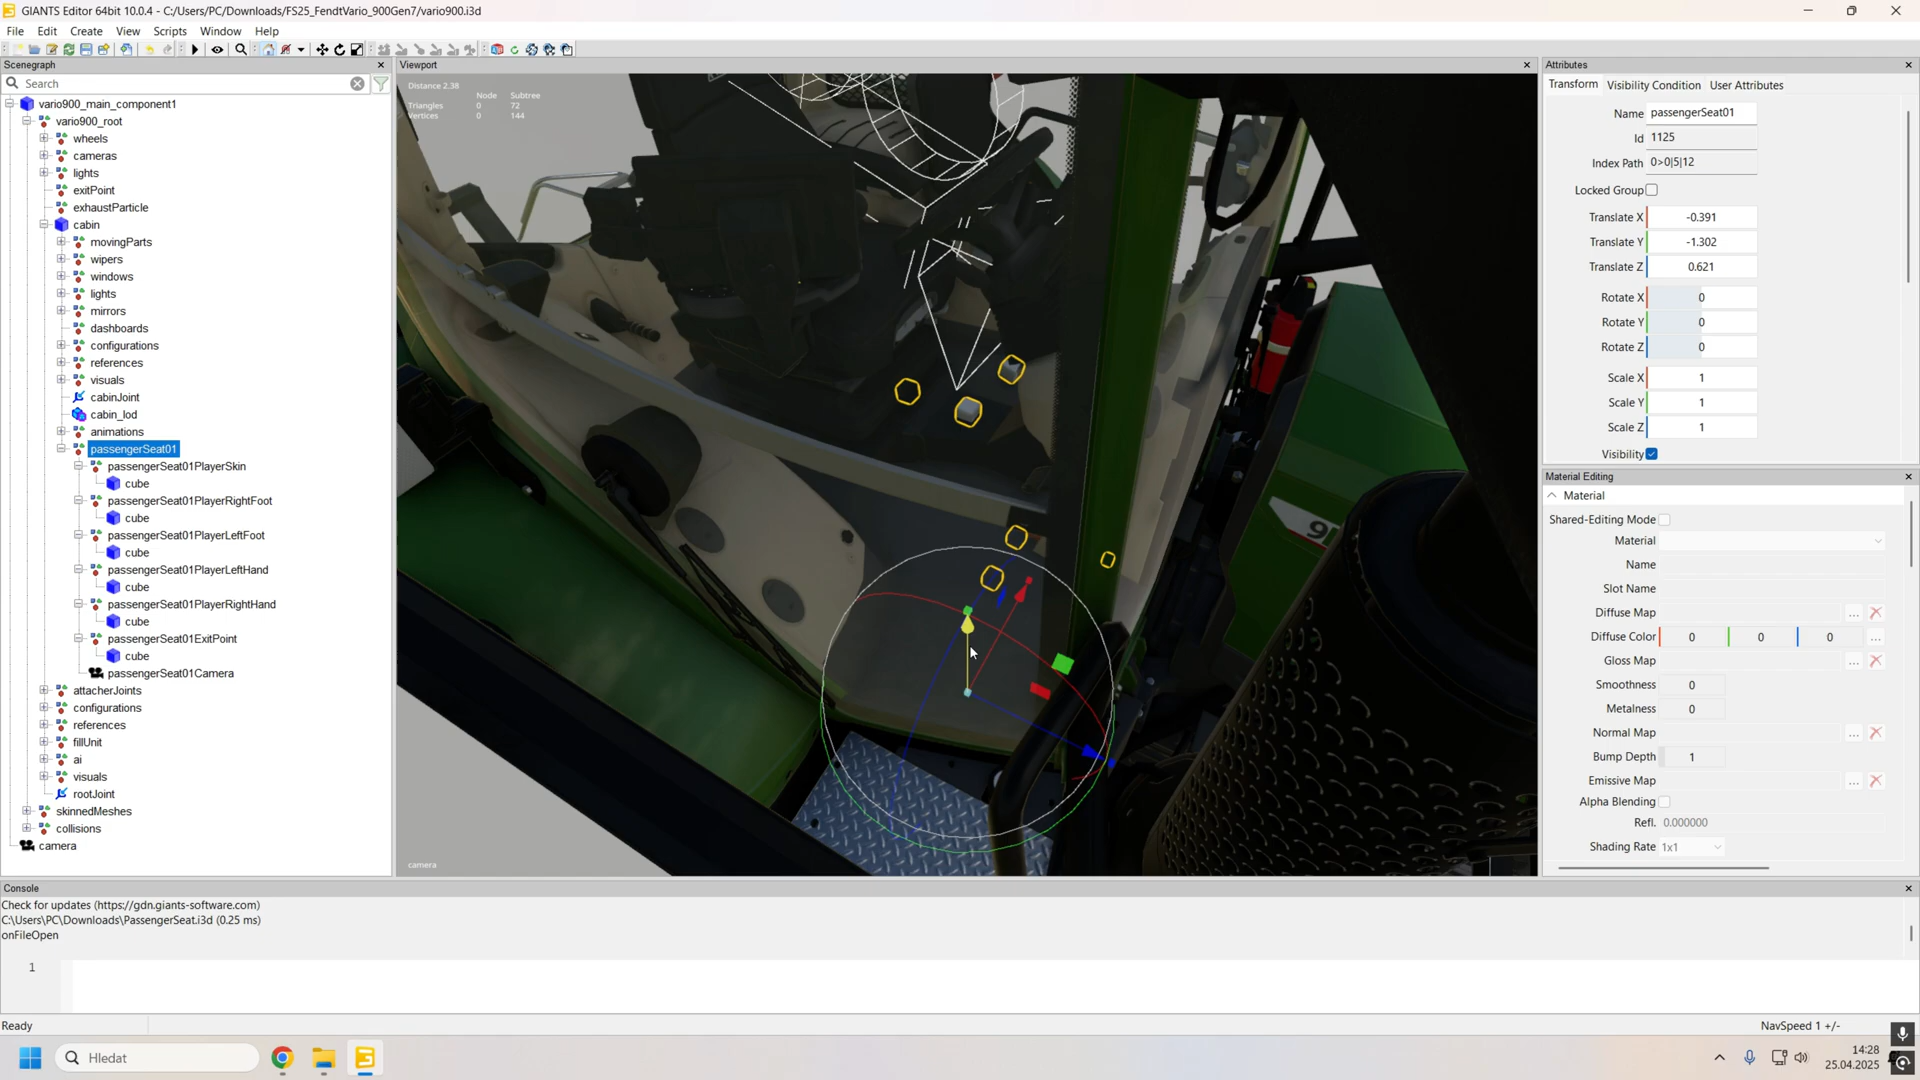 GIANTS Editor 64bit 10.0.4 - C:/Users/PC/Downloads/FS25_FendtVario_900Gen7/vario900.i3d
File Edit Create View Scripts Window Help
Scenegraph
Search
vario900_main_component1
vario900_root
wheels
cameras
lights
exitPoint
exhaustParticle
cabin
movingParts
wipers
windows
lights
mirrors
dashboards
configurations
references
visuals
cabinJoint
cabin_lod
animations
passengerSeat01
passengerSeat01PlayerSkin
cube
passengerSeat01PlayerRightFoot
cube
passengerSeat01PlayerLeftFoot
cube
passengerSeat01PlayerLeftHand
cube
passengerSeat01PlayerRightHand
cube
passengerSeat01ExitPoint
cube
passengerSeat01Camera
attacherJoints
configurations
references
fillUnit
ai
visuals
rootJoint
skinnedMeshes
collisions
camera
Viewport
Distance 2.38
Node Subtree
Triangles 0 72
Vertices 0 144
camera
Attributes
Transform Visibility Condition User Attributes
Name passengerSeat01
Id 1125
Index Path 0>0|5|12
Locked Group
Translate X -0.391
Translate Y -1.302
Translate Z 0.621
Rotate X 0
Rotate Y 0
Rotate Z 0
Scale X 1
Scale Y 1
Scale Z 1
Visibility
Material Editing
Material
Shared-Editing Mode
Material
Name
Slot Name
Diffuse Map ...
Diffuse Color 0 0 0 ...
Gloss Map ...
Smoothness 0
Metalness 0
Normal Map ...
Bump Depth 1
Emissive Map ...
Alpha Blending
Refl. 0.000000
Shading Rate 1x1
Console
Check for updates (https://gdn.giants-software.com)
C:\Users\PC\Downloads\PassengerSeat.i3d (0.25 ms)
onFileOpen
1
Ready
NavSpeed 1 +/-
Hledat
14:28
25.04.2025